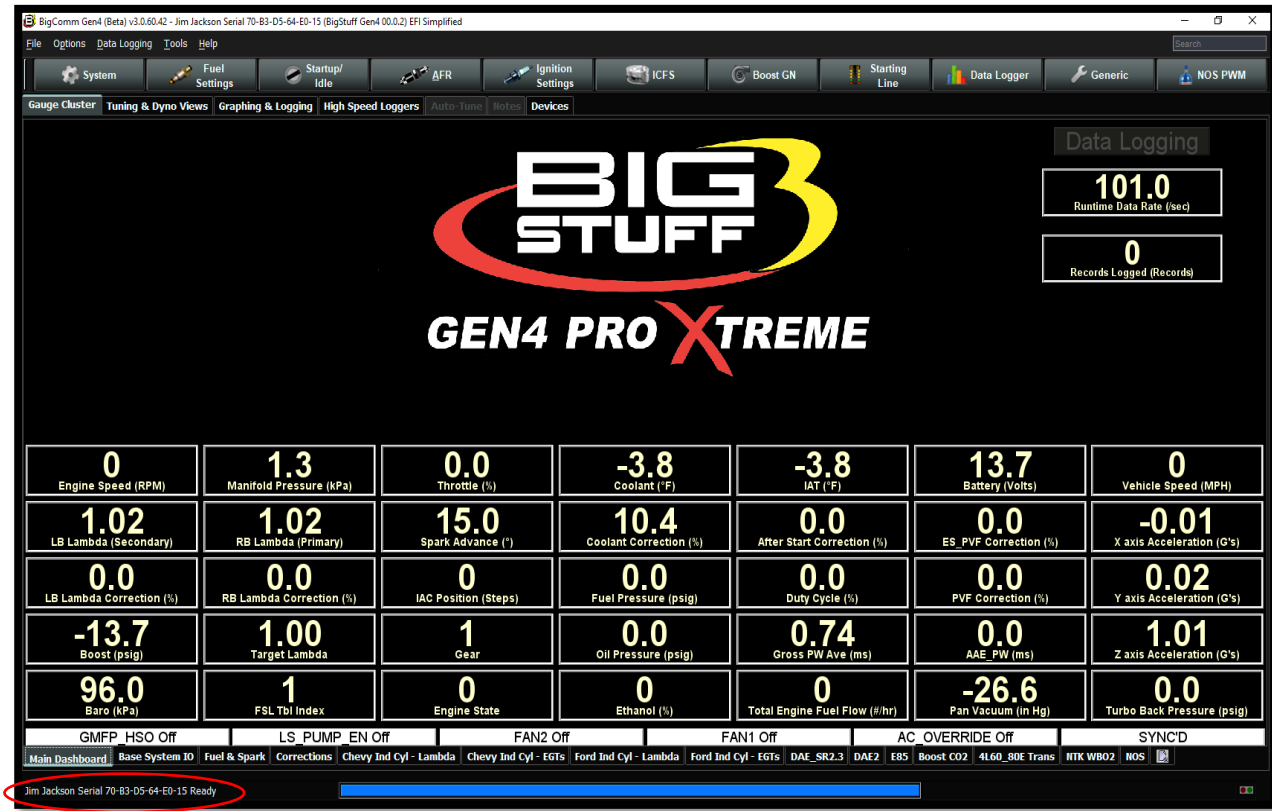 BigComm Gen4 (Beta) v3.0.60.42 - Jim Jackson Serial 70-B3-D5-64-E0-15 (BigStuff Gen4 00.0.2) EFI Simplified
File Options Data Logging Tools Help Search
System Fuel Settings Startup/ Idle AFR Ignition Settings ICFS Boost GN Starting Line Data Logger Generic NOS PWM
Gauge Cluster Tuning & Dyno Views Graphing & Logging High Speed Loggers Auto-Tune Notes Devices
Data Logging
BIG
STUFF
3
GEN4 PRO XTREME
101.0
Runtime Data Rate (/sec)
0
Records Logged (Records)
0 1.3 0.0 -3.8 -3.8 13.7 0
Engine Speed (RPM) Manifold Pressure (kPa) Throttle (%) Coolant (°F) IAT (°F) Battery (Volts) Vehicle Speed (MPH)
1.02 1.02 15.0 10.4 0.0 0.0 -0.01
LB Lambda (Secondary) RB Lambda (Primary) Spark Advance (°) Coolant Correction (%) After Start Correction (%) ES_PVF Correction (%) X axis Acceleration (G's)
0.0 0.0 0 0.0 0.0 0.0 0.02
LB Lambda Correction (%) RB Lambda Correction (%) IAC Position (Steps) Fuel Pressure (psig) Duty Cycle (%) PVF Correction (%) Y axis Acceleration (G's)
-13.7 1.00 1 0.0 0.74 0.0 1.01
Boost (psig) Target Lambda Gear Oil Pressure (psig) Gross PW Ave (ms) AAE_PW (ms) Z axis Acceleration (G's)
96.0 1 0 0 0 -26.6 0.0
Baro (kPa) FSL Tbl Index Engine State Ethanol (%) Total Engine Fuel Flow (#/hr) Pan Vacuum (in Hg) Turbo Back Pressure (psig)
GMFP_HSO Off LS_PUMP_EN Off FAN2 Off FAN1 Off AC_OVERRIDE Off SYNC'D
Main Dashboard Base System IO Fuel & Spark Corrections Chevy Ind Cyl - Lambda Chevy Ind Cyl - EGTs Ford Ind Cyl - Lambda Ford Ind Cyl - EGTs DAE_SR2.3 DAE2 E85 Boost CO2 4L60_80E Trans NTK WBO2 NOS
Jim Jackson Serial 70-B3-D5-64-E0-15 Ready